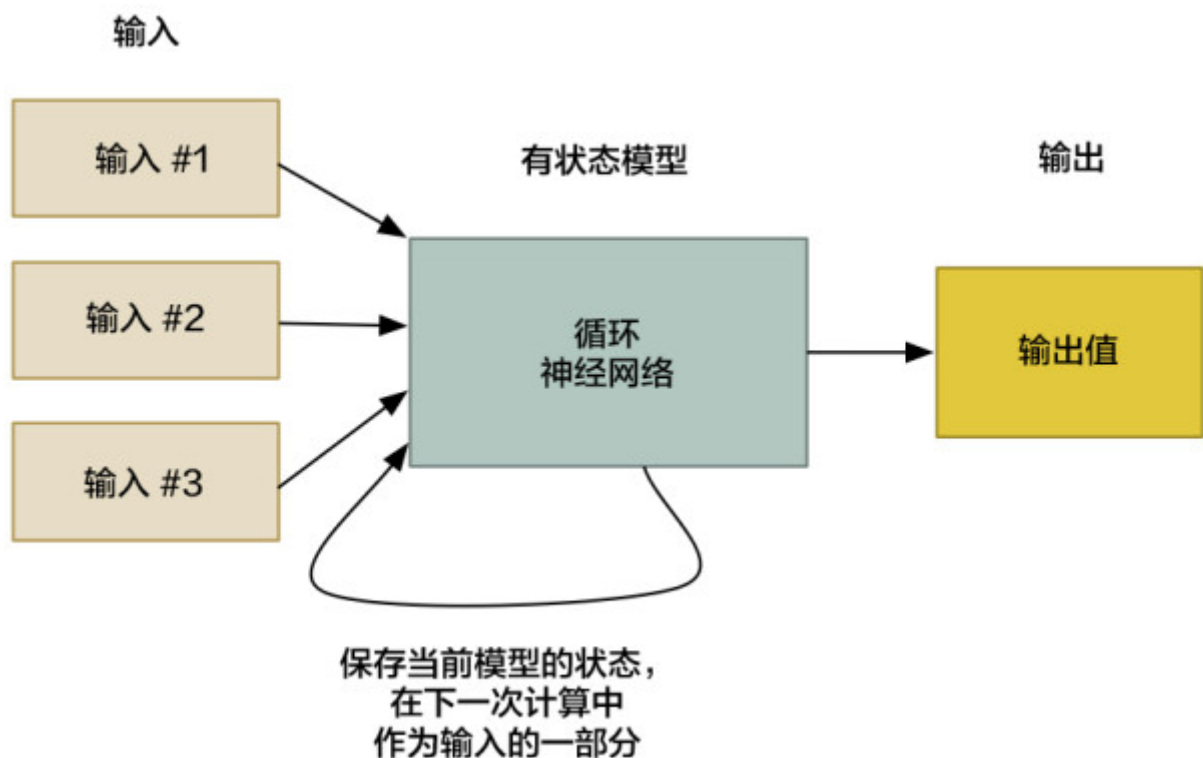 输入
输入 #1
有状态模型
输出
输入 #2
循环
神经网络
输出值
输入 #3
保存当前模型的状态，
在下一次计算中
作为输入的一部分